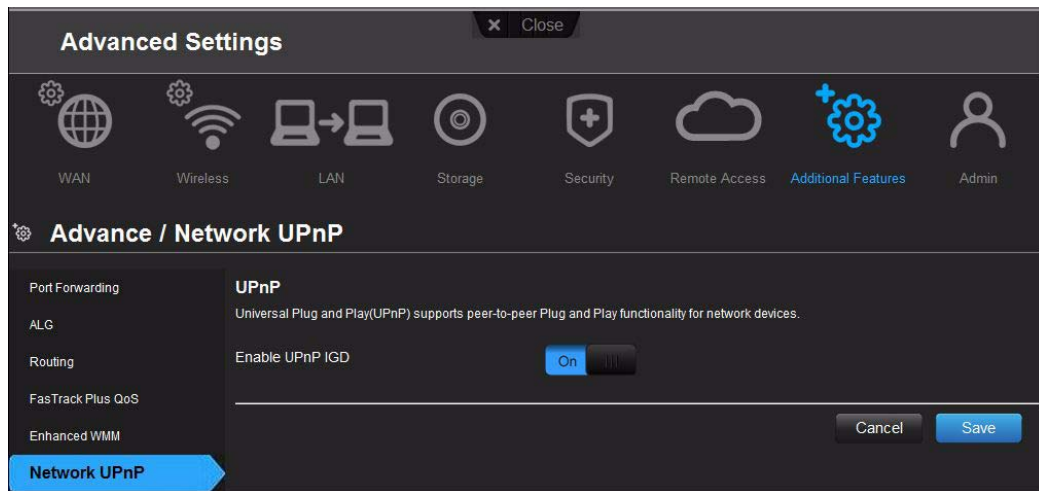 Close
Advanced Settings
WAN Wireless LAN Storage Security Remote Access Additional Features Admin
Advance / Network UPnP
Port Forwarding
ALG
Routing
FasTrack Plus QoS
Enhanced WMM
Network UPnP
UPnP
Universal Plug and Play(UPnP) supports peer-to-peer Plug and Play functionality for network devices.
Enable UPnP IGD On
Cancel Save